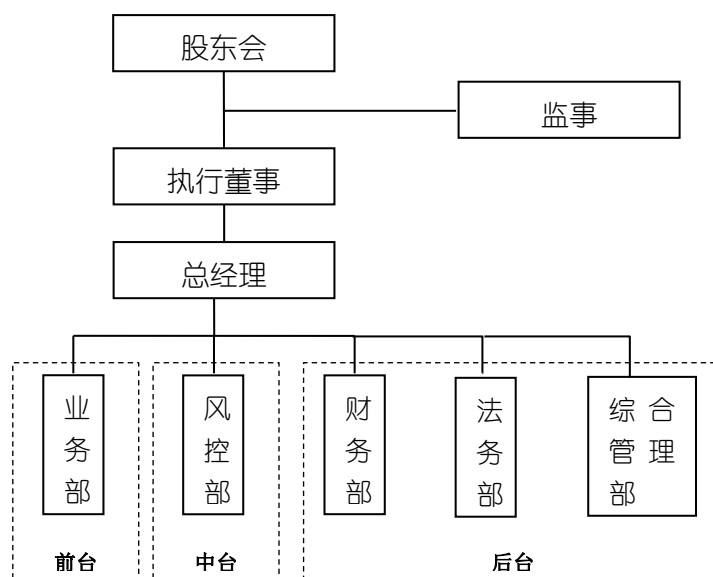 股东会
监事
执行董事
总经理
业务部
风控部
财务部
法务部
综合
管理
部
前台
中台
后台